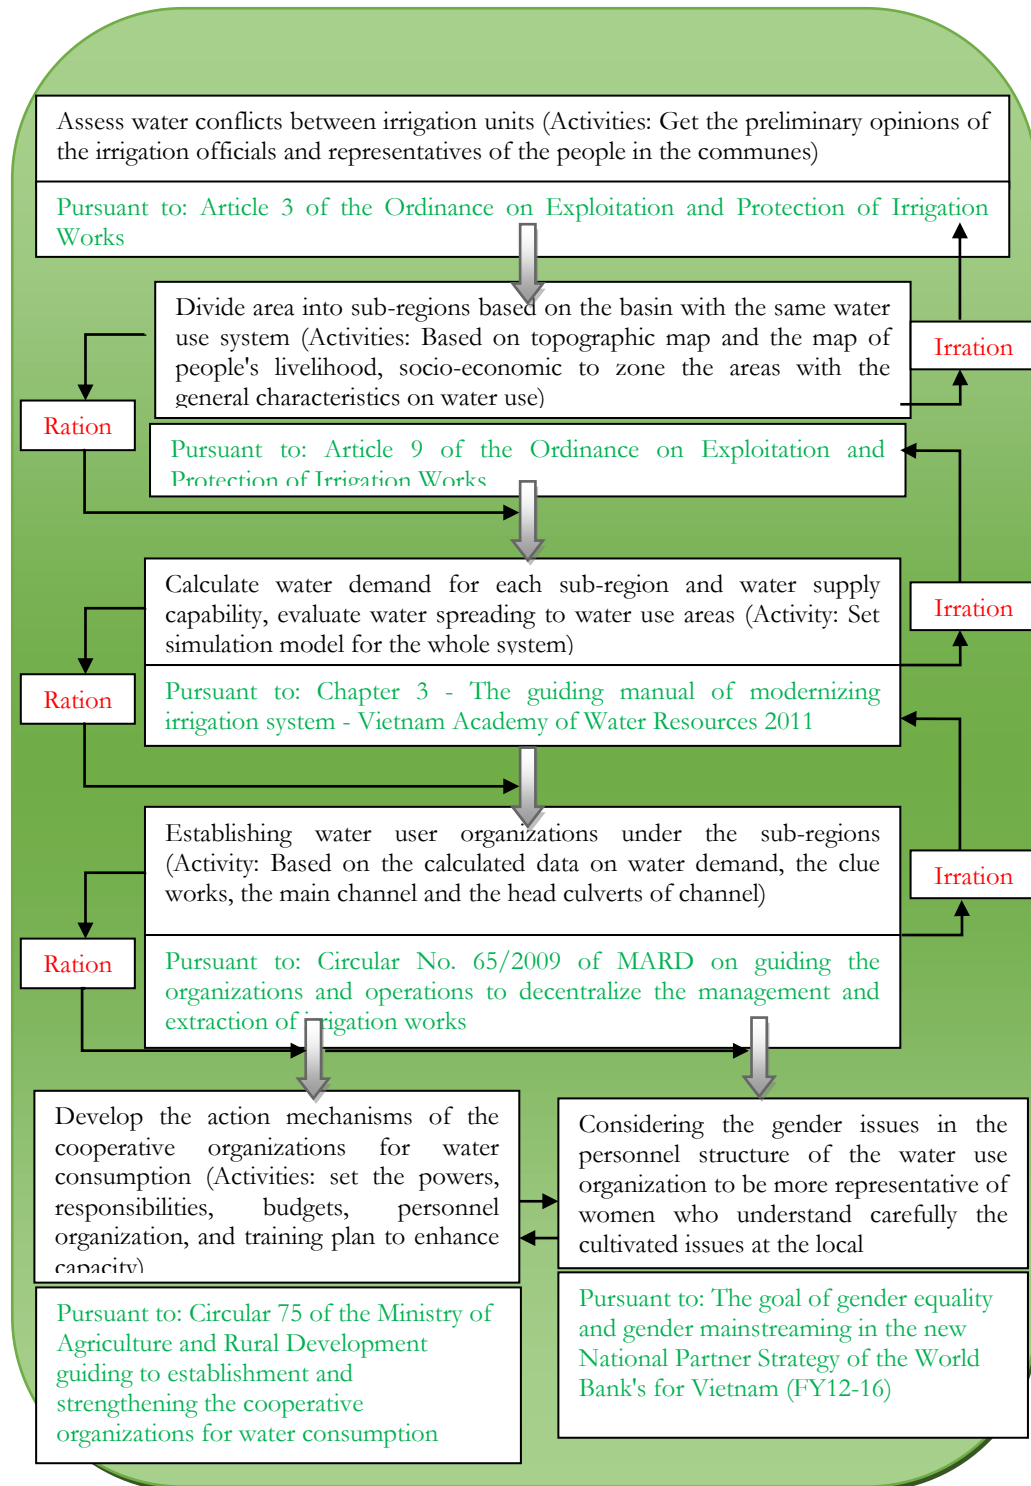 Assess water conflicts between irrigation units (Activities: Get the preliminary opinions of
the irrigation officials and representatives of the people in the communes)
Pursuant to: Article 3 of the Ordinance on Exploitation and Protection of Irrigation
Works
Divide area into sub-regions based on the basin with the same water
use system (Activities: Based on topographic map and the map of
people's livelihood, socio-economic to zone the areas with the
general characteristics on water use)
Irration
Ration
Pursuant to: Article 9 of the Ordinance on Exploitation and
Protection of Irrigation Works
Calculate water demand for each sub-region and water supply
capability, evaluate water spreading to water use areas (Activity: Set
simulation model for the whole system)
Irration
Ration
Pursuant to: Chapter 3 - The guiding manual of modernizing
irrigation system - Vietnam Academy of Water Resources 2011
Establishing water user organizations under the sub-regions
(Activity: Based on the calculated data on water demand, the clue
works, the main channel and the head culverts of channel)
Irration
Ration
Pursuant to: Circular No. 65/2009 of MARD on guiding the
organizations and operations to decentralize the management and
extraction of irrigation works
Develop the action mechanisms of the
cooperative organizations for water
consumption (Activities: set the powers,
responsibilities, budgets, personnel
organization, and training plan to enhance
capacity)
Pursuant to: Circular 75 of the Ministry of
Agriculture and Rural Development
guiding to establishment and
strengthening the cooperative
organizations for water consumption
Considering the gender issues in the
personnel structure of the water use
organization to be more representative of
women who understand carefully the
cultivated issues at the local
Pursuant to: The goal of gender equality
and gender mainstreaming in the new
National Partner Strategy of the World
Bank's for Vietnam (FY12-16)